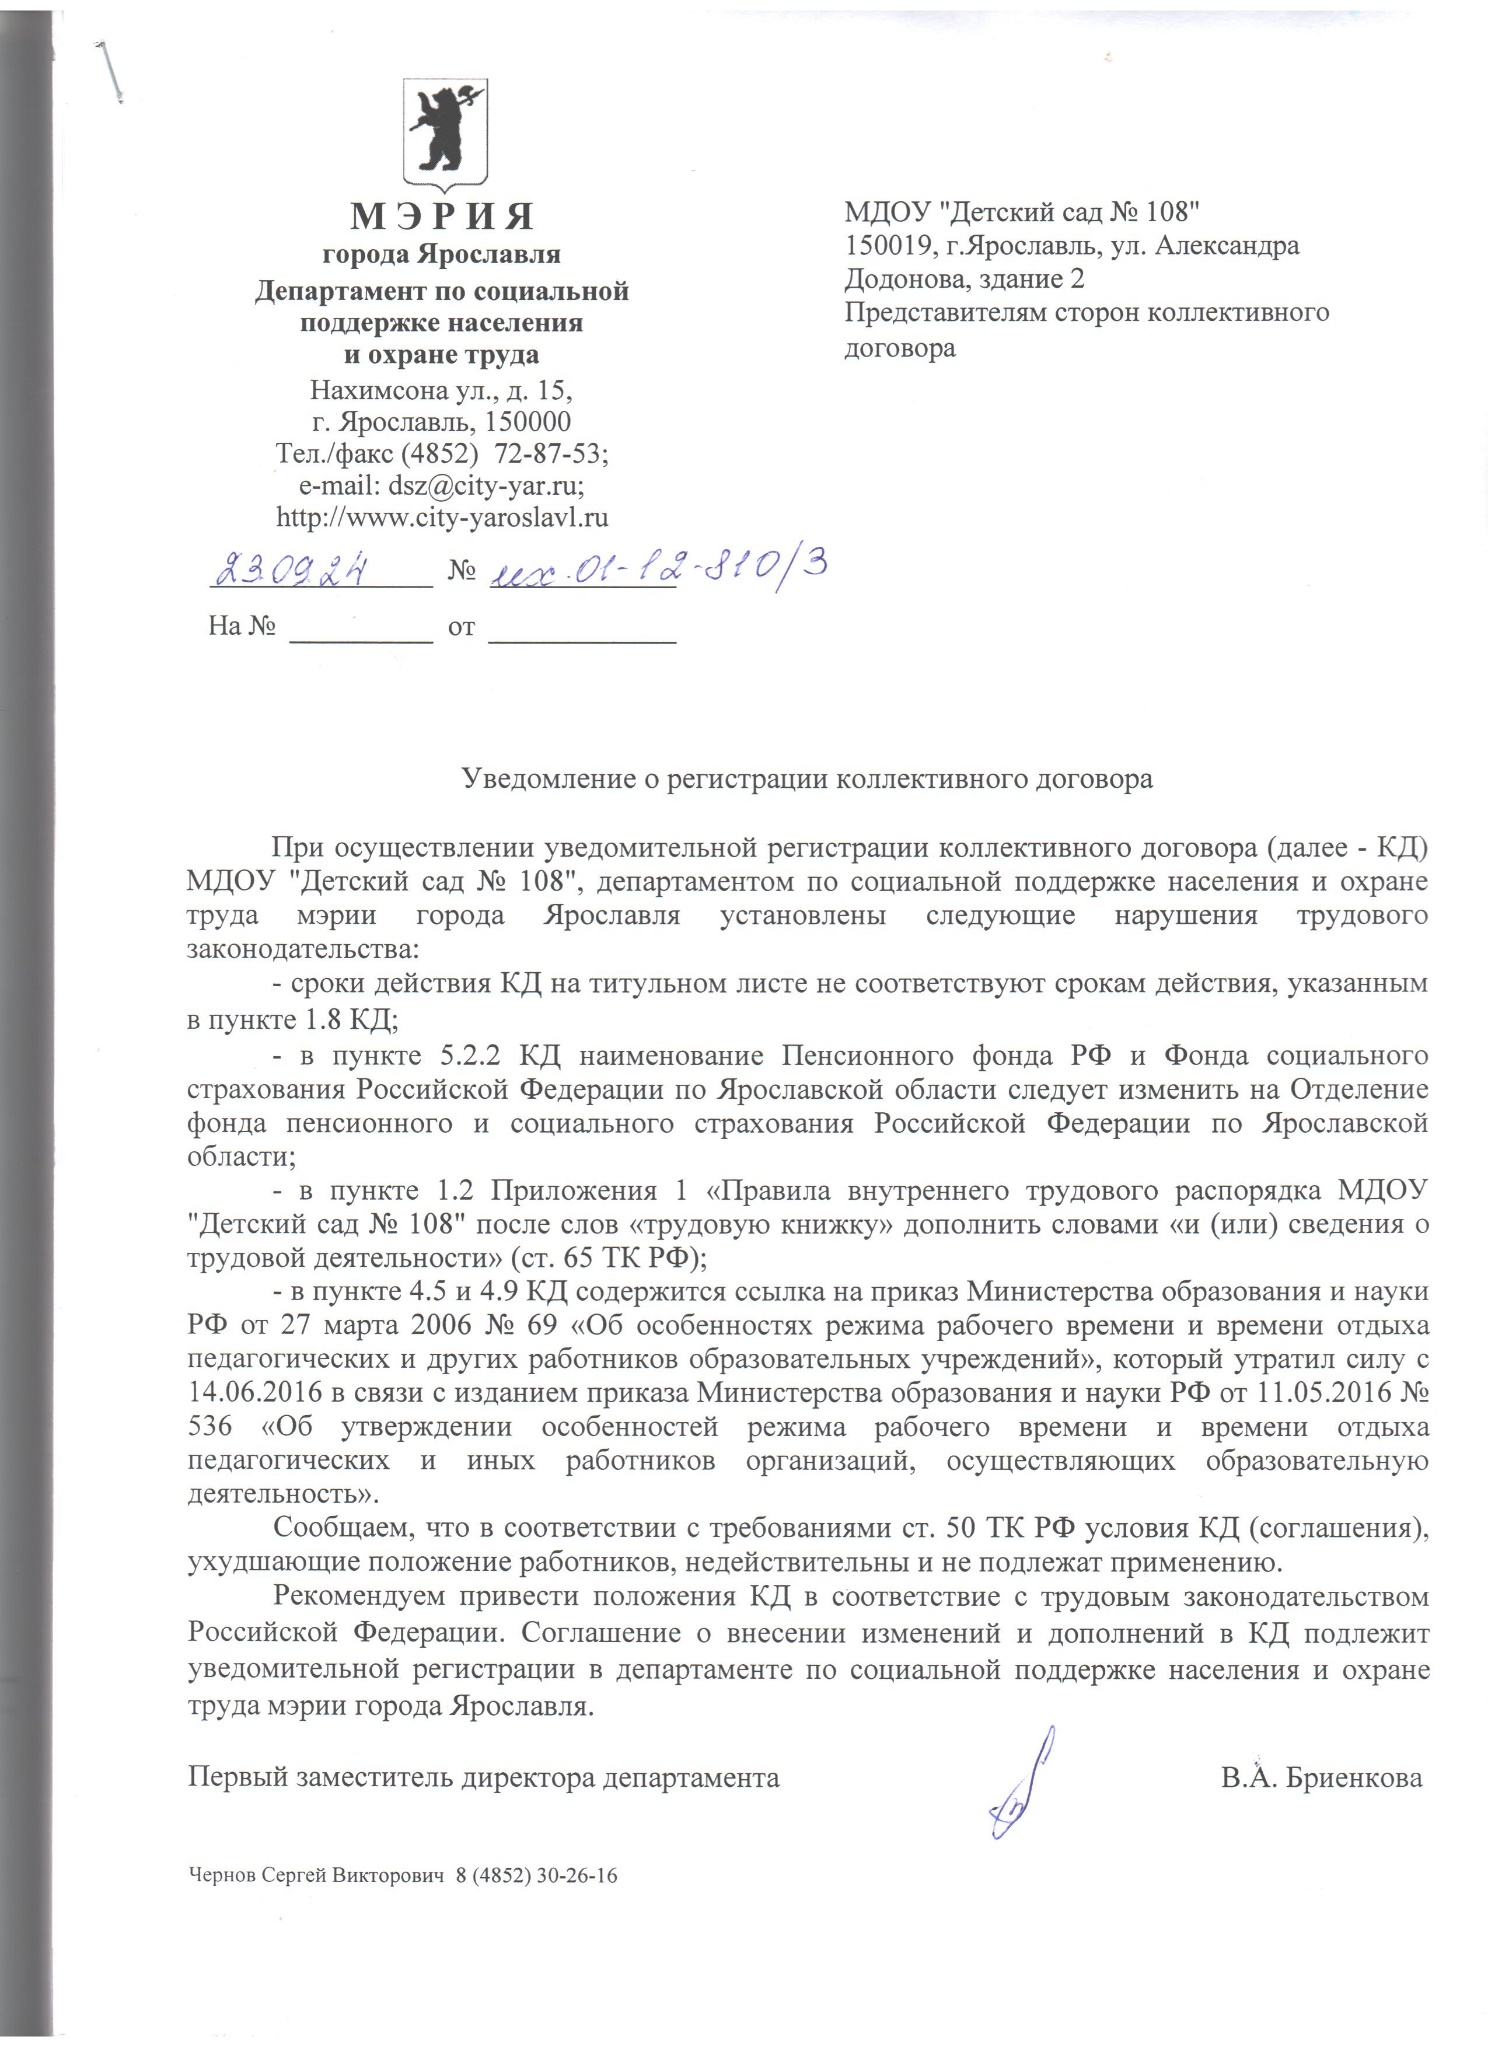 МЭРИЯ
города Ярославля
Департамент по социальной
поддержке населения
и охране труда
Нахимсона ул., д. 15,
г. Ярославль, 150000
Тел./факс (4852) 72-87-53;
e-mail: dsz@city-yar.ru;
http://www.city-yaroslavl.ru
23.09.24 № их.01-12-810/3
На № ____ от ____
МДОУ "Детский сад № 108"
150019, г.Ярославль, ул. Александра
Додонова, здание 2
Представителям сторон коллективного
договора
Уведомление о регистрации коллективного договора
При осуществлении уведомительной регистрации коллективного договора (далее - КД)
МДОУ "Детский сад № 108", департаментом по социальной поддержке населения и охране
труда мэрии города Ярославля установлены следующие нарушения трудового
законодательства:
- сроки действия КД на титульном листе не соответствуют срокам действия, указанным
в пункте 1.8 КД;
- в пункте 5.2.2 КД наименование Пенсионного фонда РФ и Фонда социального
страхования Российской Федерации по Ярославской области следует изменить на Отделение
фонда пенсионного и социального страхования Российской Федерации по Ярославской
области;
- в пункте 1.2 Приложения 1 «Правила внутреннего трудового распорядка МДОУ
"Детский сад № 108" после слов «трудовую книжку» дополнить словами «и (или) сведения о
трудовой деятельности» (ст. 65 ТК РФ);
- в пункте 4.5 и 4.9 КД содержится ссылка на приказ Министерства образования и науки
РФ от 27 марта 2006 № 69 «Об особенностях режима рабочего времени и времени отдыха
педагогических и других работников образовательных учреждений», который утратил силу с
14.06.2016 в связи с изданием приказа Министерства образования и науки РФ от 11.05.2016 №
536 «Об утверждении особенностей режима рабочего времени и времени отдыха
педагогических и иных работников организаций, осуществляющих образовательную
деятельность».
Сообщаем, что в соответствии с требованиями ст. 50 ТК РФ условия КД (соглашения),
ухудшающие положение работников, недействительны и не подлежат применению.
Рекомендуем привести положения КД в соответствие с трудовым законодательством
Российской Федерации. Соглашение о внесении изменений и дополнений в КД подлежит
уведомительной регистрации в департаменте по социальной поддержке населения и охране
труда мэрии города Ярославля.
Первый заместитель директора департамента В.А. Бриенкова
Чернов Сергей Викторович 8 (4852) 30-26-16